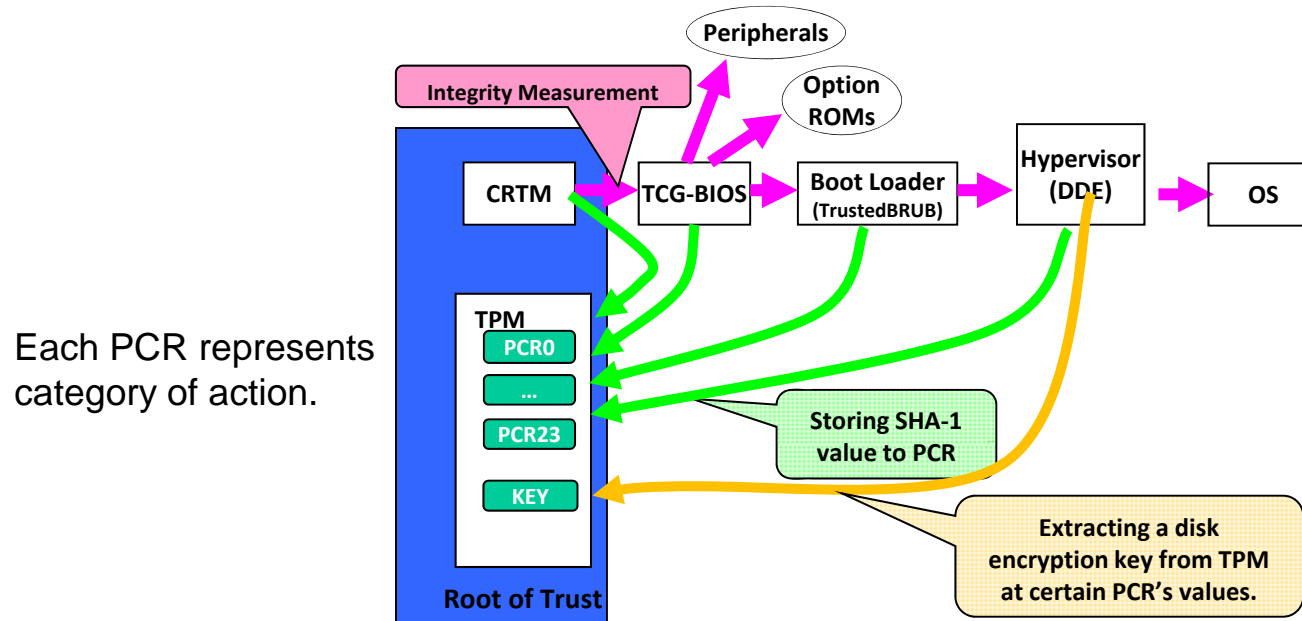 Peripherals
Integrity Measurement
Option
ROMs
CRTM
TCG-BIOS
Boot Loader
(TrustedBRUB)
Hypervisor
(DDE)
OS
Each PCR represents
category of action.
TPM
PCR0
...
PCR23
KEY
Root of Trust
Storing SHA-1
value to PCR
Extracting a disk
encryption key from TPM
at certain PCR’s values.